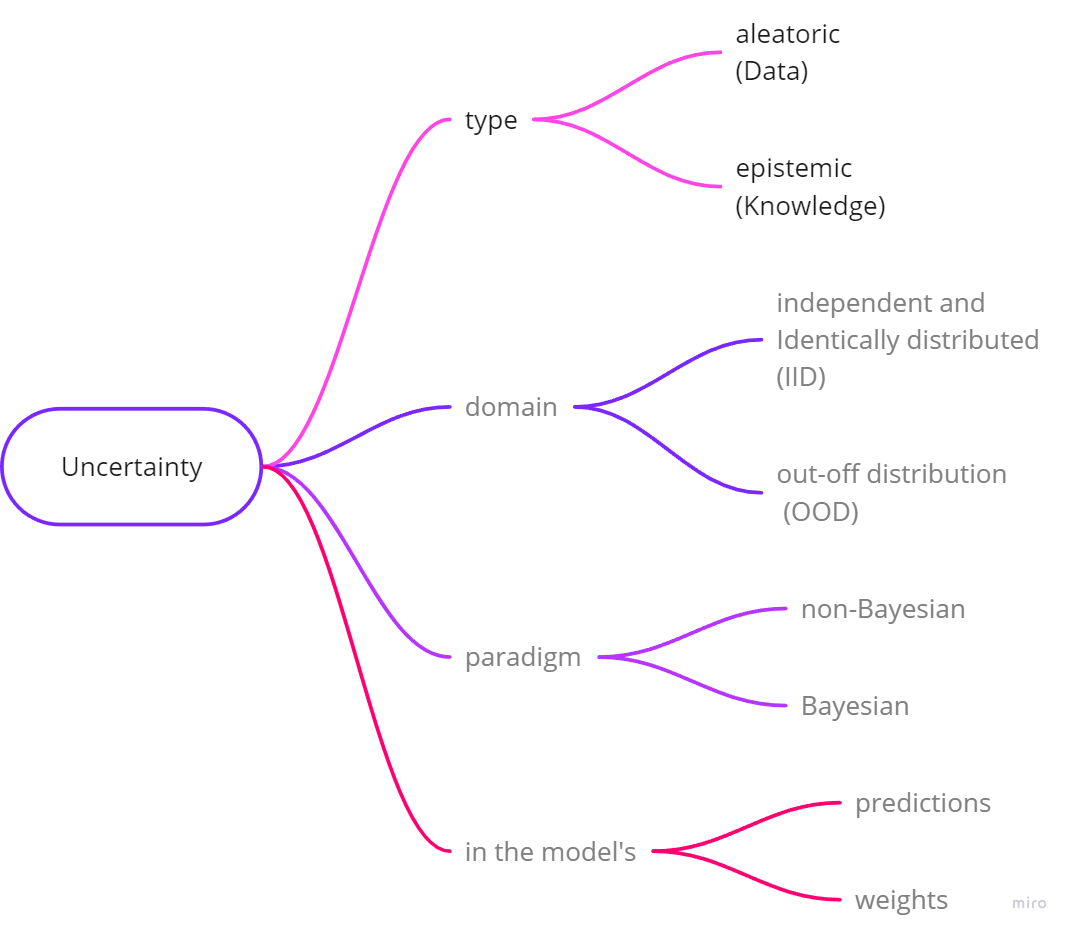 Uncertainty
type
aleatoric
(Data)
epistemic
(Knowledge)
domain
independent and
Identically distributed
(IID)
out-off distribution
(OOD)
paradigm
non-Bayesian
Bayesian
in the model's
predictions
weights
miro